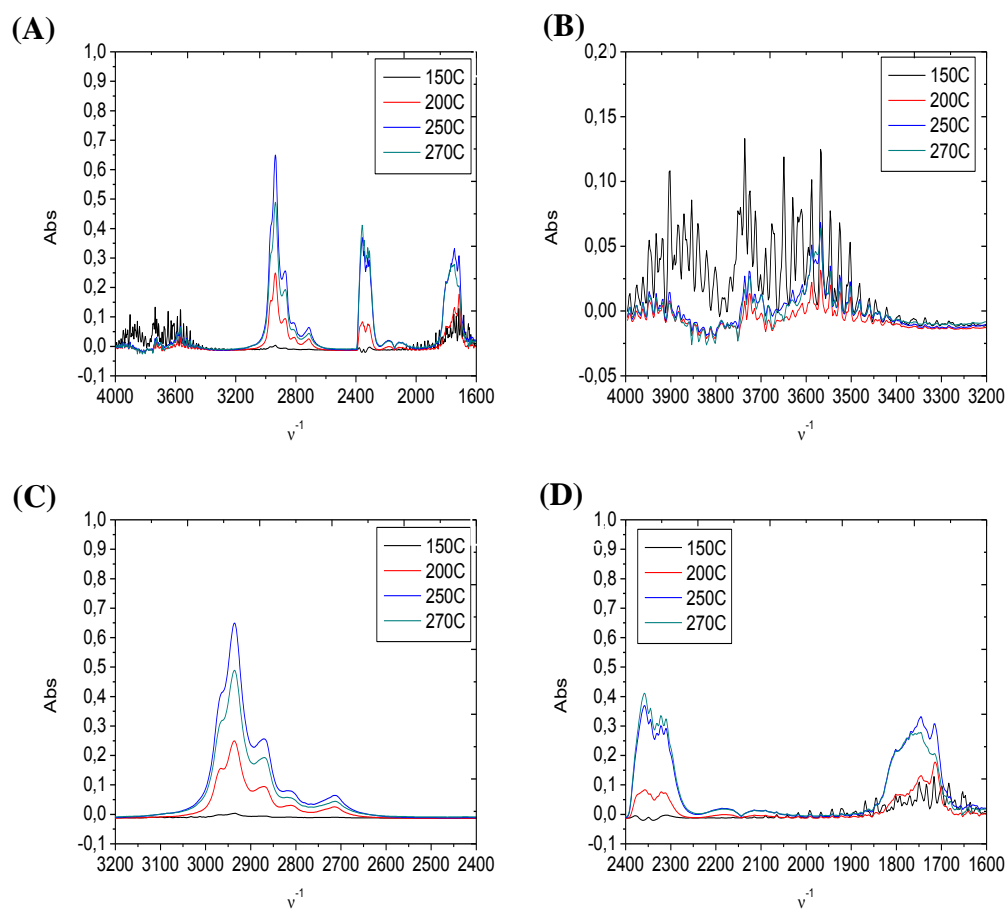 (A)
1,0
0,9
0,8
0,7
0,6
0,5
0,4
0,3
0,2
0,1
0,0
-0,1
Abs
150C
200C
250C
270C
4000 3600 3200 2800 2400 2000 1600
ν⁻¹
(B)
0,20
0,15
0,10
0,05
0,00
-0,05
Abs
150C
200C
250C
270C
4000 3900 3800 3700 3600 3500 3400 3300 3200
ν⁻¹
(C)
1,0
0,9
0,8
0,7
0,6
0,5
0,4
0,3
0,2
0,1
0,0
-0,1
Abs
150C
200C
250C
270C
3200 3100 3000 2900 2800 2700 2600 2500 2400
ν⁻¹
(D)
1,0
0,9
0,8
0,7
0,6
0,5
0,4
0,3
0,2
0,1
0,0
-0,1
Abs
150C
200C
250C
270C
2400 2300 2200 2100 2000 1900 1800 1700 1600
ν⁻¹